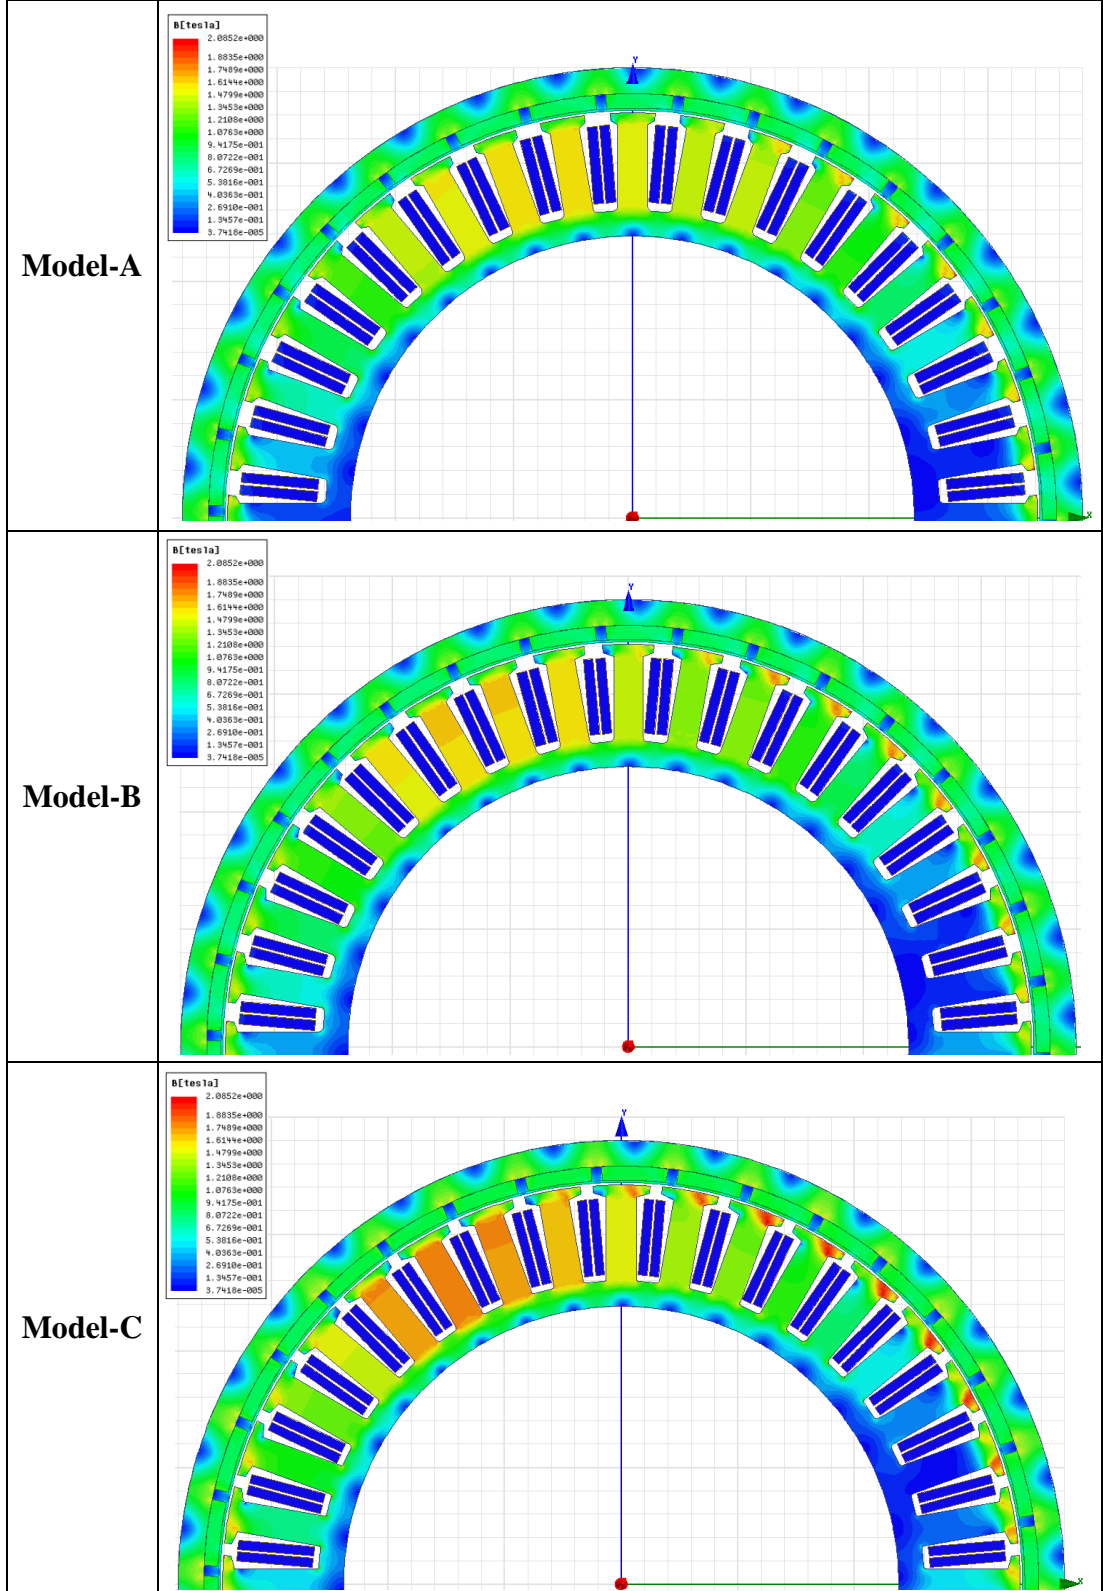 Model-A
B[tesla]
2.0852e+000
1.8835e+000
1.7489e+000
1.6144e+000
1.4799e+000
1.3453e+000
1.2108e+000
1.0763e+000
9.4175e-001
8.0722e-001
6.7269e-001
5.3816e-001
4.0363e-001
2.6910e-001
1.3457e-001
3.7418e-005
Y
X
Model-B
B[tesla]
2.0852e+000
1.8835e+000
1.7489e+000
1.6144e+000
1.4799e+000
1.3453e+000
1.2108e+000
1.0763e+000
9.4175e-001
8.0722e-001
6.7269e-001
5.3816e-001
4.0363e-001
2.6910e-001
1.3457e-001
3.7418e-005
Y
Model-C
B[tesla]
2.0852e+000
1.8835e+000
1.7489e+000
1.6144e+000
1.4799e+000
1.3453e+000
1.2108e+000
1.0763e+000
9.4175e-001
8.0722e-001
6.7269e-001
5.3816e-001
4.0363e-001
2.6910e-001
1.3457e-001
3.7418e-005
Y
X